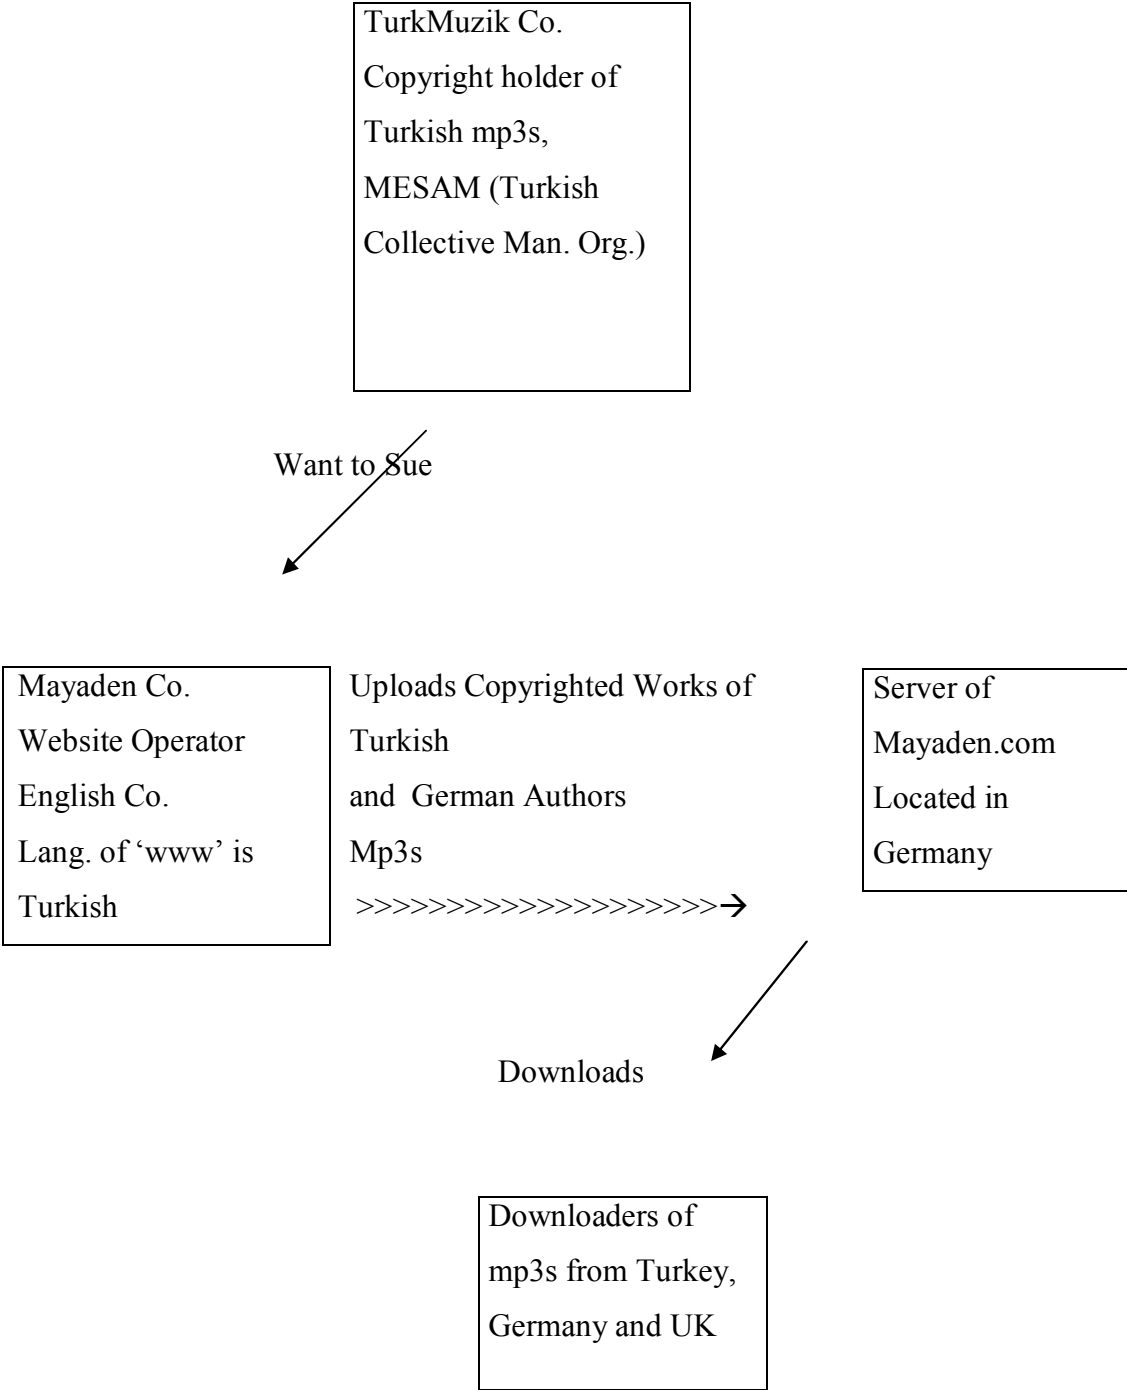 TurkMuzik Co.
Copyright holder of
Turkish mp3s,
MESAM (Turkish
Collective Man. Org.)
Want to Sue
Mayaden Co.
Website Operator
English Co.
Lang. of ‘www’ is
Turkish
Uploads Copyrighted Works of
Turkish
and  German Authors
Mp3s
>>>>>>>>>>>>>>>>>>>>→
Server of
Mayaden.com
Located in
Germany
Downloads
Downloaders of
mp3s from Turkey,
Germany and UK